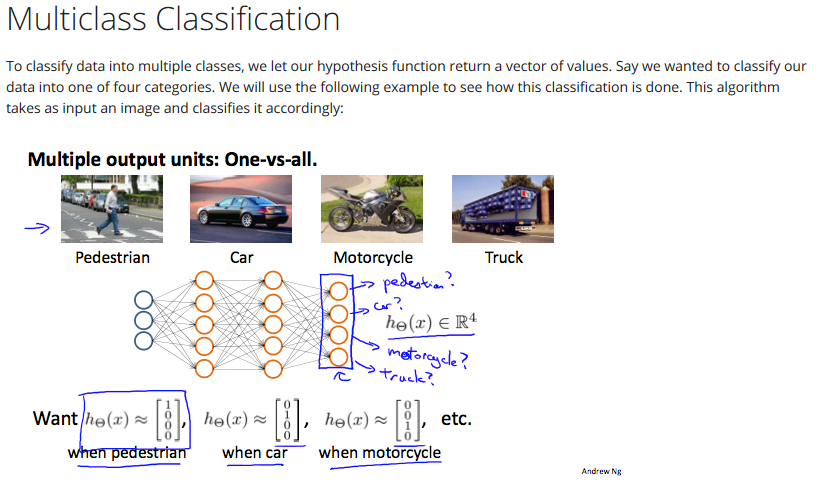 Multiclass Classification
To classify data into multiple classes, we let our hypothesis function return a vector of values. Say we wanted to classify our
data into one of four categories. We will use the following example to see how this classification is done. This algorithm
takes as input an image and classifies it accordingly:
Multiple output units: One-vs-all.
Pedestrian Car Motorcycle Truck
pedestrian?
car?
h_Θ(x) ∈ ℝ⁴
motorcycle?
truck?
Want h_Θ(x) ≈ [1 0 0 0], h_Θ(x) ≈ [0 1 0 0], h_Θ(x) ≈ [0 0 1 0], etc.
when pedestrian when car when motorcycle
Andrew Ng